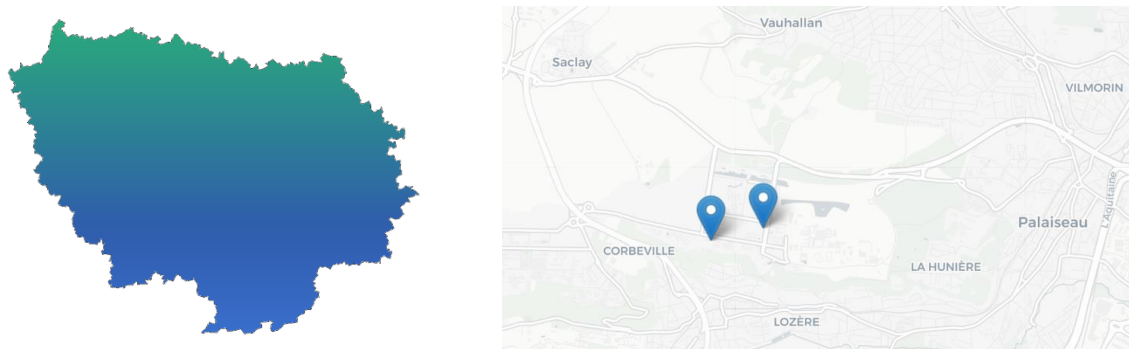 Vauhallan
Saclay
VILMORIN
L'Aquitaine
Palaiseau
CORBEVILLE
LA HUNIÈRE
LOZÈRE